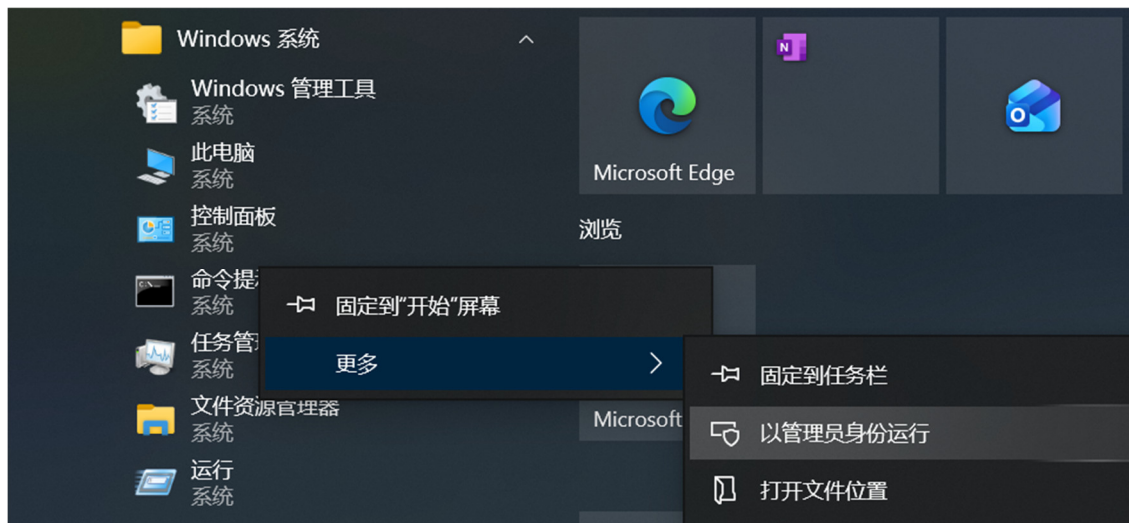 Windows 系统
Windows 管理工具
系统
此电脑
系统
控制面板
系统
命令提
系统
任务管
系统
文件资源管理器
系统
运行
系统
Microsoft Edge
浏览
Microsoft
固定到“开始”屏幕
更多
固定到任务栏
以管理员身份运行
打开文件位置